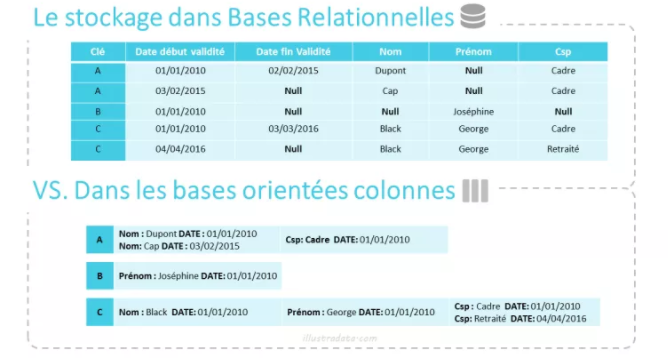 Le stockage dans Bases Relationnelles
Clé Date début validité Date fin Validité Nom Prénom Csp
A 01/01/2010 02/02/2015 Dupont Null Cadre
A 03/02/2015 Null Cap Null Cadre
B 01/01/2010 Null Null Joséphine Null
C 01/01/2010 03/03/2016 Black George Cadre
C 04/04/2016 Null Black George Retraité
VS. Dans les bases orientées colonnes
A Nom : Dupont DATE : 01/01/2010 Csp: Cadre DATE: 01/01/2010
Nom: Cap DATE : 03/02/2015
B Prénom : Joséphine DATE: 01/01/2010
C Nom : Black DATE: 01/01/2010 Prénom : George DATE: 01/01/2010 Csp : Cadre DATE: 01/01/2010
Csp: Retraité DATE: 04/04/2016
illustradata.com